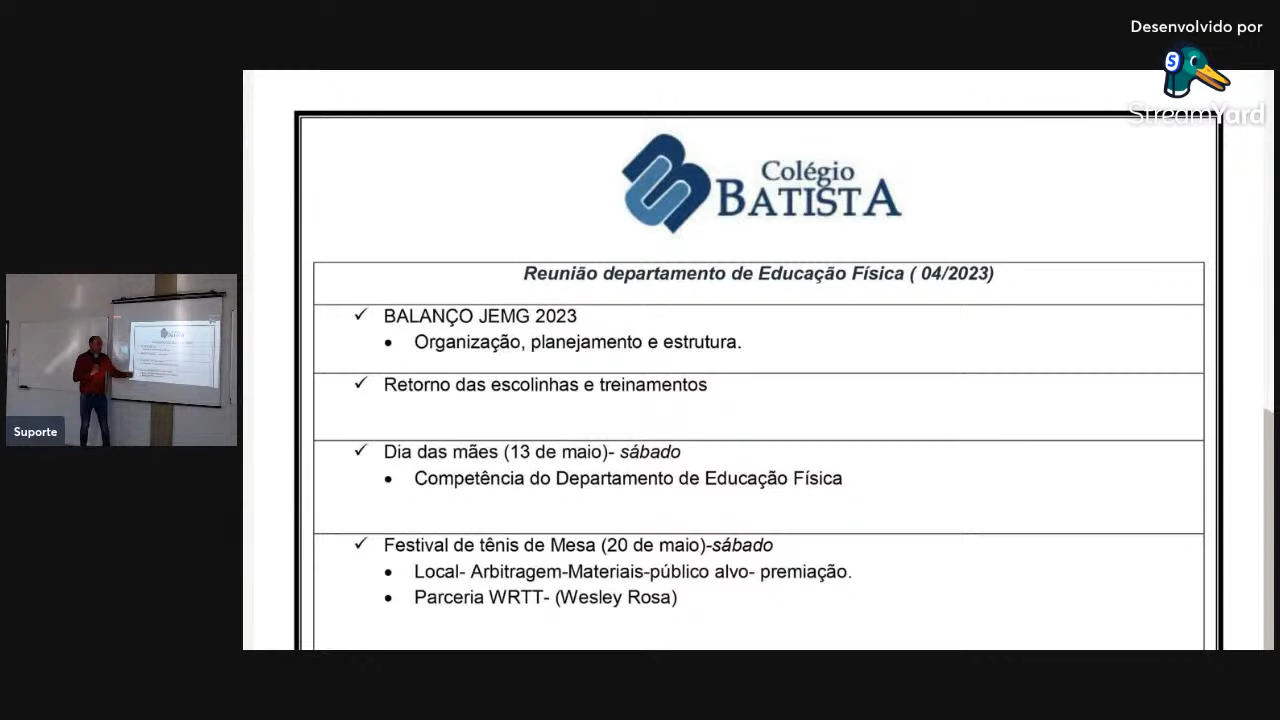 Desenvolvido por
StreamYard
Colégio
BATISTA
Reunião departamento de Educação Física ( 04/2023)
✓ BALANÇO JEMG 2023
• Organização, planejamento e estrutura.
✓ Retorno das escolinhas e treinamentos
✓ Dia das mães (13 de maio)- sábado
• Competência do Departamento de Educação Física
✓ Festival de tênis de Mesa (20 de maio)-sábado
• Local- Arbitragem-Materiais-público alvo- premiação.
• Parceria WRTT- (Wesley Rosa)
Suporte